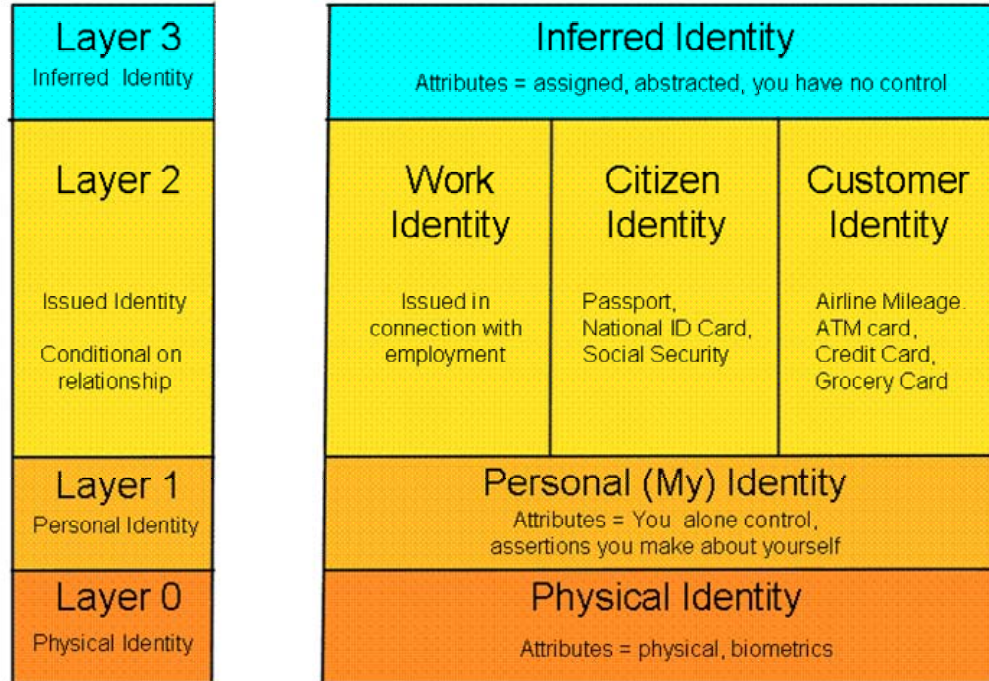 Layer 3
Inferred Identity
Inferred Identity
Attributes = assigned, abstracted, you have no control
Layer 2
Issued Identity
Conditional on
relationship
Work
Identity
Issued in
connection with
employment
Citizen
Identity
Passport,
National ID Card,
Social Security
Customer
Identity
Airline Mileage.
ATM card,
Credit Card,
Grocery Card
Layer 1
Personal Identity
Personal (My) Identity
Attributes = You alone control,
assertions you make about yourself
Layer 0
Physical Identity
Physical Identity
Attributes = physical, biometrics